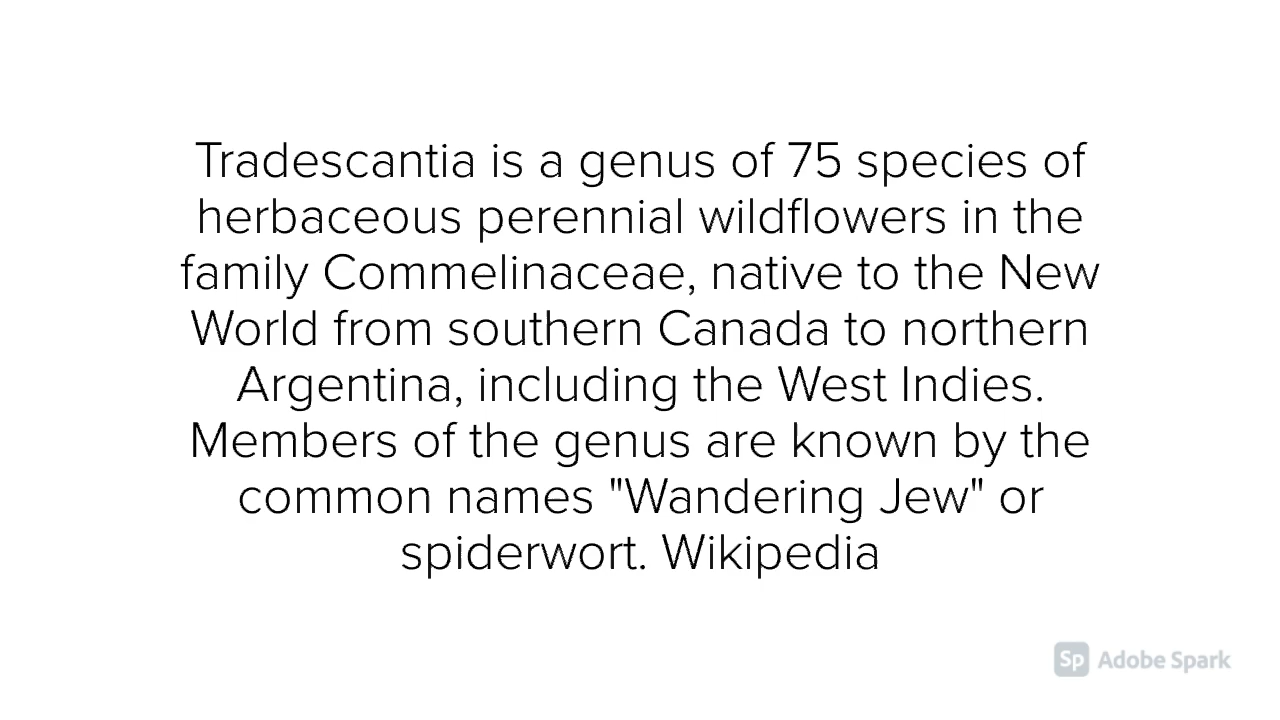 Tradescantia is a genus of 75 species of
herbaceous perennial wildflowers in the
family Commelinaceae, native to the New
World from southern Canada to northern
Argentina, including the West Indies.
Members of the genus are known by the
common names "Wandering Jew" or
spiderwort. Wikipedia
Sp Adobe Spark